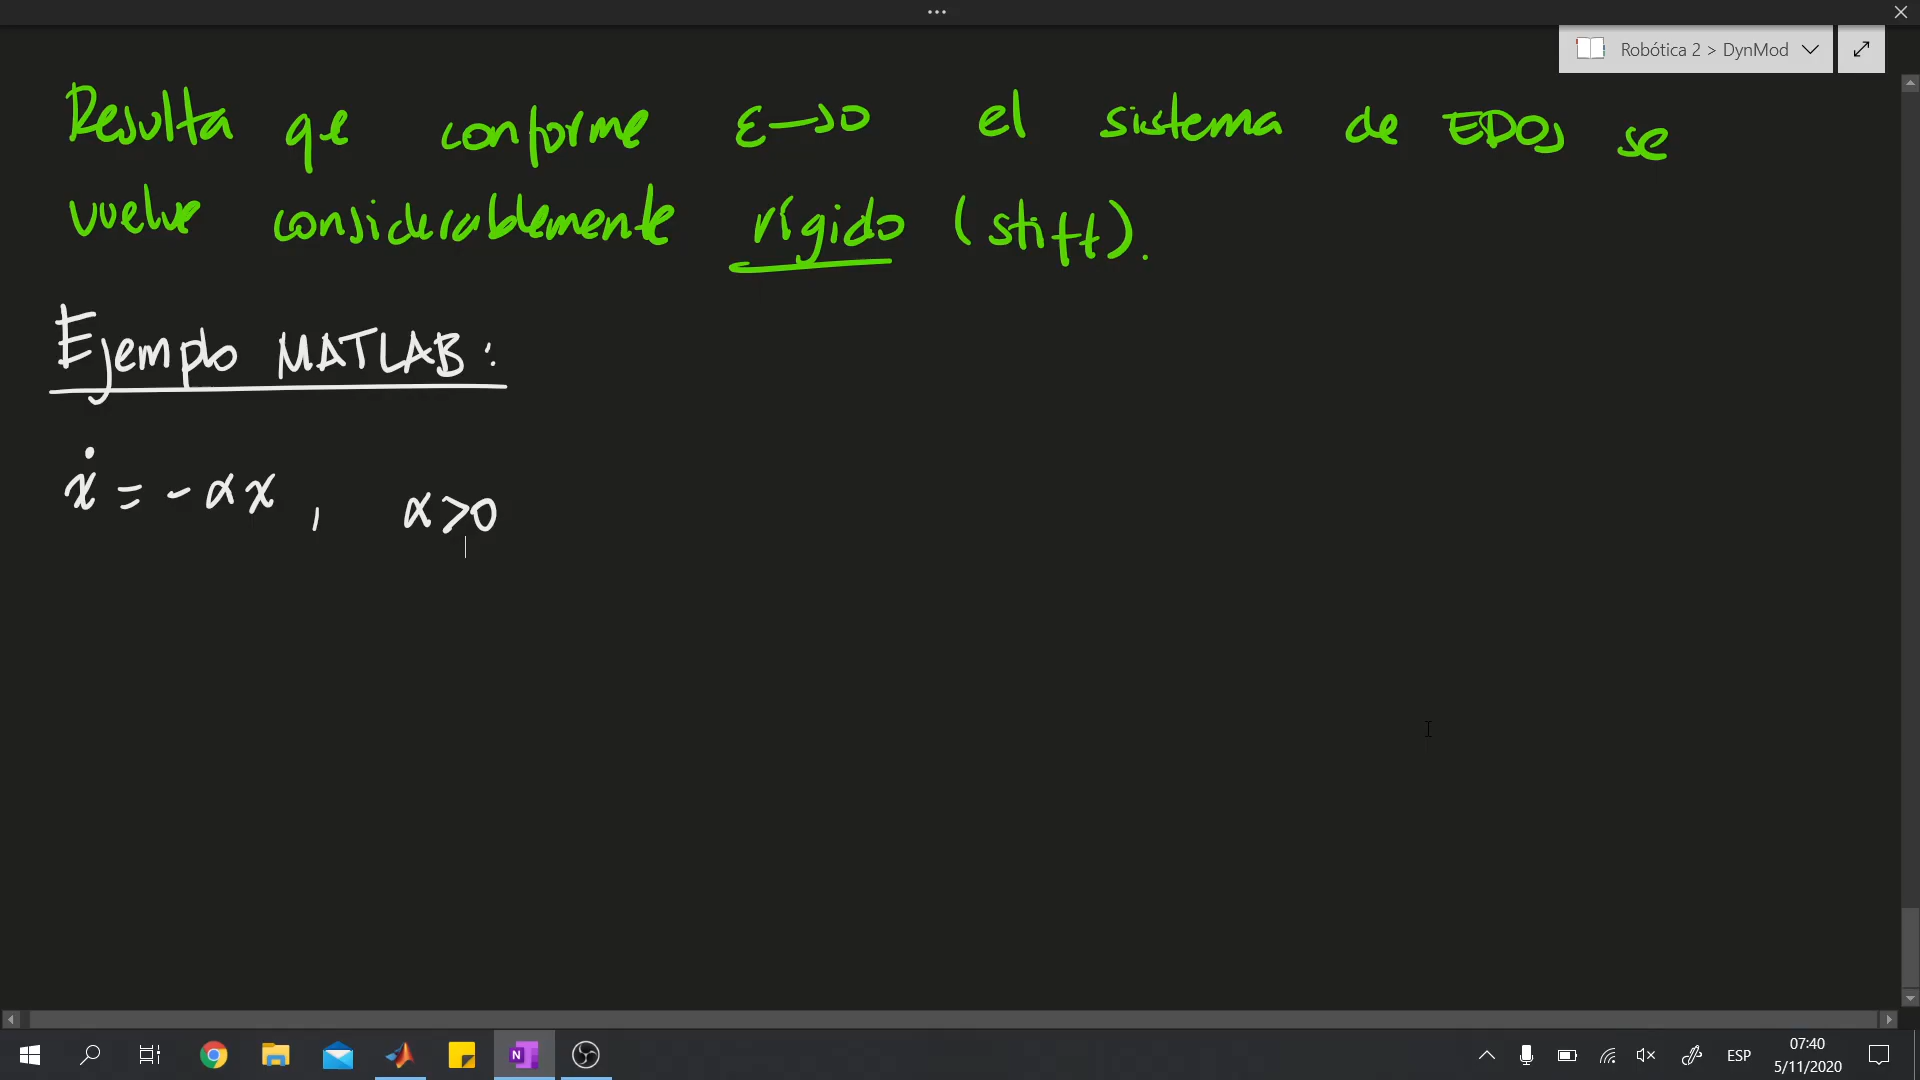 Robótica 2 > DynMod
Resulta qe conforme ε→0 el sistema de EDOs se
vuelve considerablemente rígido (stiff).
Ejemplo MATLAB:
ẋ = -αx , α>0
ESP
07:40
5/11/2020